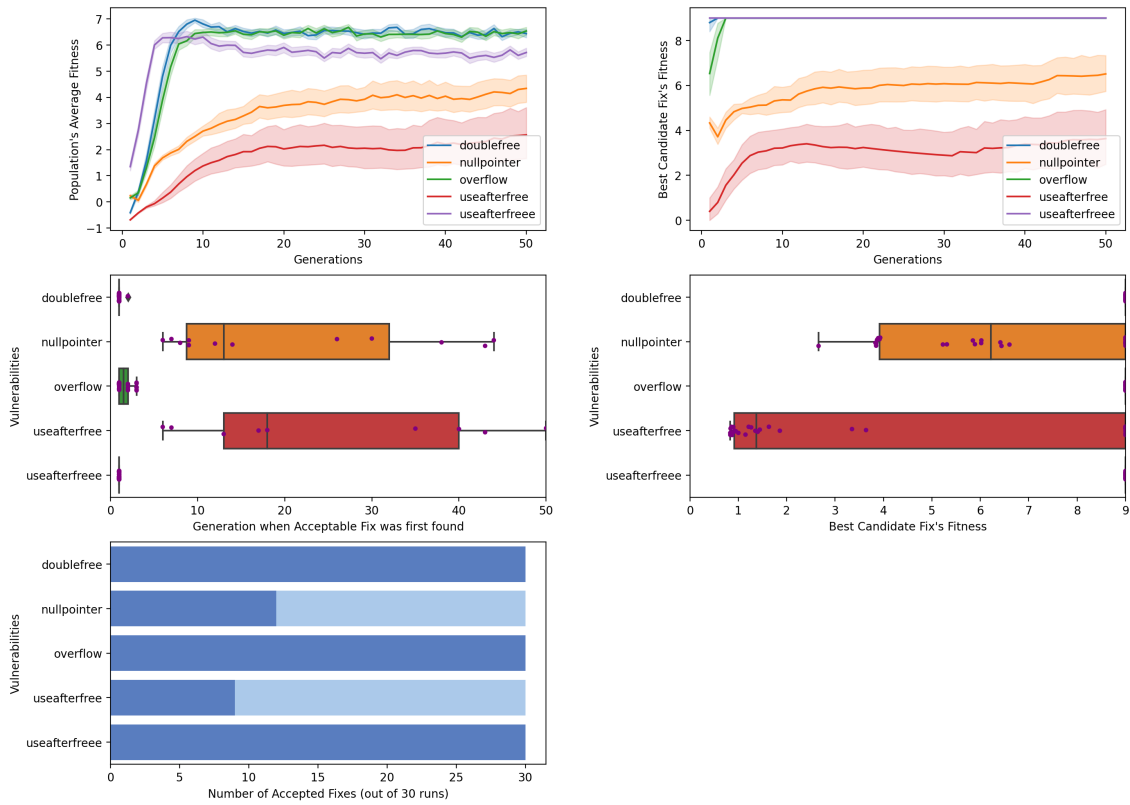 Population's Average Fitness
7
6
5
4
3
2
1
0
−1
0 10 20 30 40 50
Generations
doublefree
nullpointer
overflow
useafterfree
useafterfreee
Best Candidate Fix's Fitness
8
6
4
2
0
0 10 20 30 40 50
Generations
doublefree
nullpointer
overflow
useafterfree
useafterfreee
Vulnerabilities
doublefree
nullpointer
overflow
useafterfree
useafterfreee
0 10 20 30 40 50
Generation when Acceptable Fix was first found
Vulnerabilities
doublefree
nullpointer
overflow
useafterfree
useafterfreee
0 1 2 3 4 5 6 7 8 9
Best Candidate Fix's Fitness
Vulnerabilities
doublefree
nullpointer
overflow
useafterfree
useafterfreee
0 5 10 15 20 25 30
Number of Accepted Fixes (out of 30 runs)